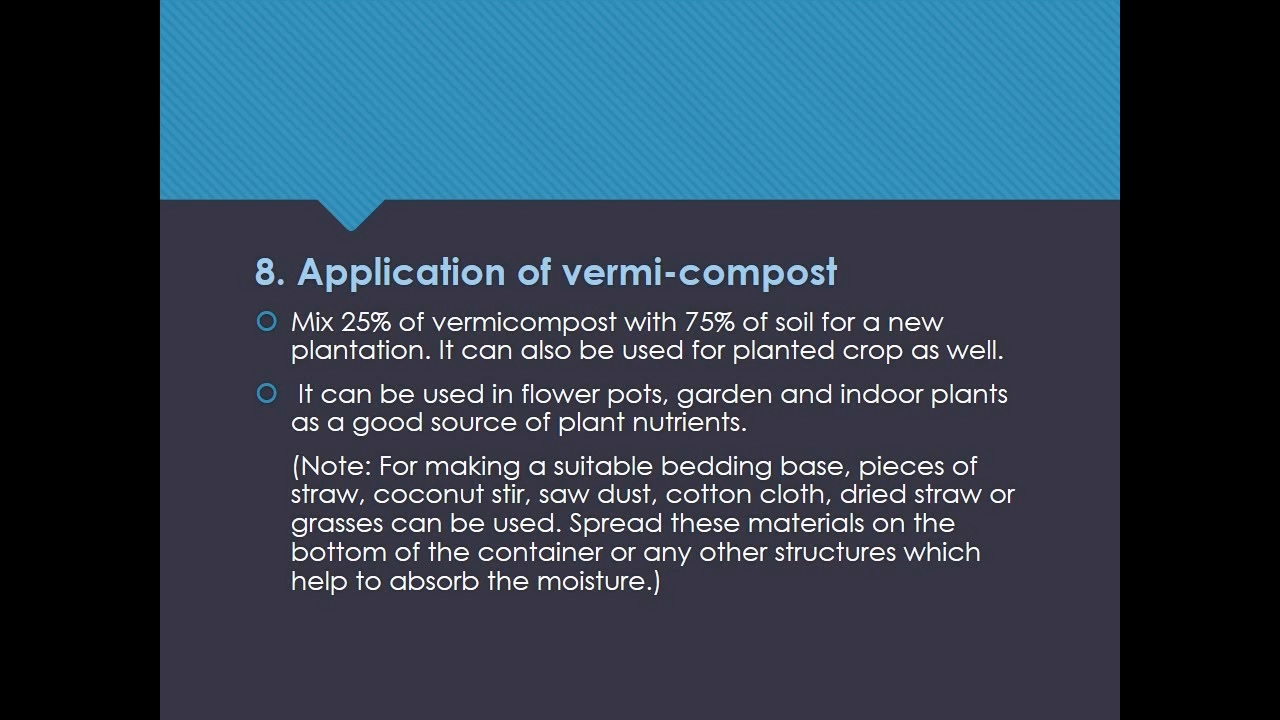 8. Application of vermi-compost
Mix 25% of vermicompost with 75% of soil for a new
plantation. It can also be used for planted crop as well.
It can be used in flower pots, garden and indoor plants
as a good source of plant nutrients.
(Note: For making a suitable bedding base, pieces of
straw, coconut stir, saw dust, cotton cloth, dried straw or
grasses can be used. Spread these materials on the
bottom of the container or any other structures which
help to absorb the moisture.)